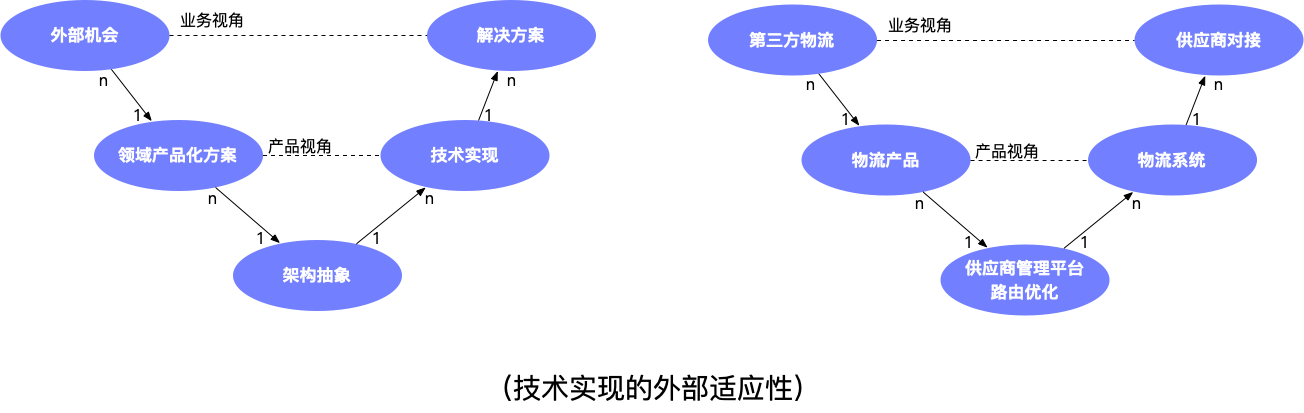 业务视角
外部机会
解决方案
n
n
1
1
产品视角
领域产品化方案
技术实现
n
n
1
1
架构抽象
业务视角
第三方物流
供应商对接
n
n
1
1
产品视角
物流产品
物流系统
n
n
1
1
供应商管理平台
路由优化
(技术实现的外部适应性)